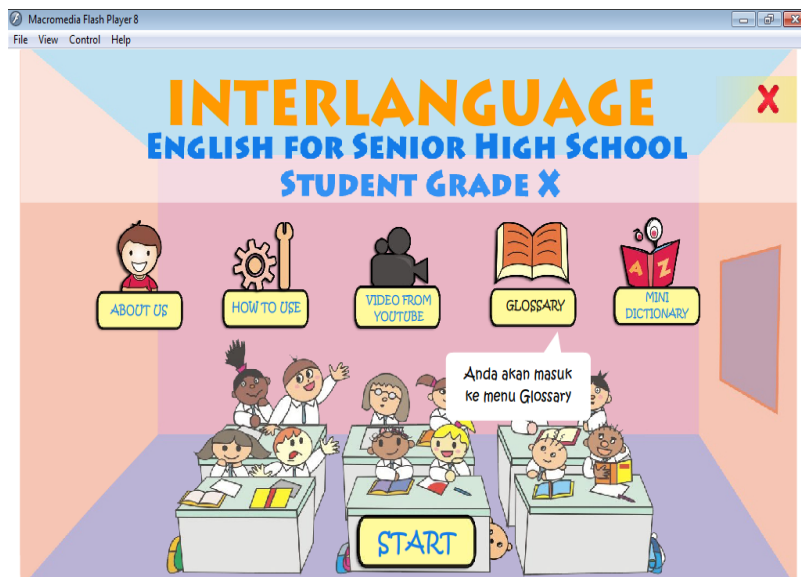 Macromedia Flash Player 8
File View Control Help
INTERLANGUAGE
ENGLISH FOR SENIOR HIGH SCHOOL
STUDENT GRADE X
X
ABOUT US
HOW TO USE
VIDEO FROM
YOUTUBE
GLOSSARY
A Z
MINI
DICTIONARY
Anda akan masuk
ke menu Glossary
START